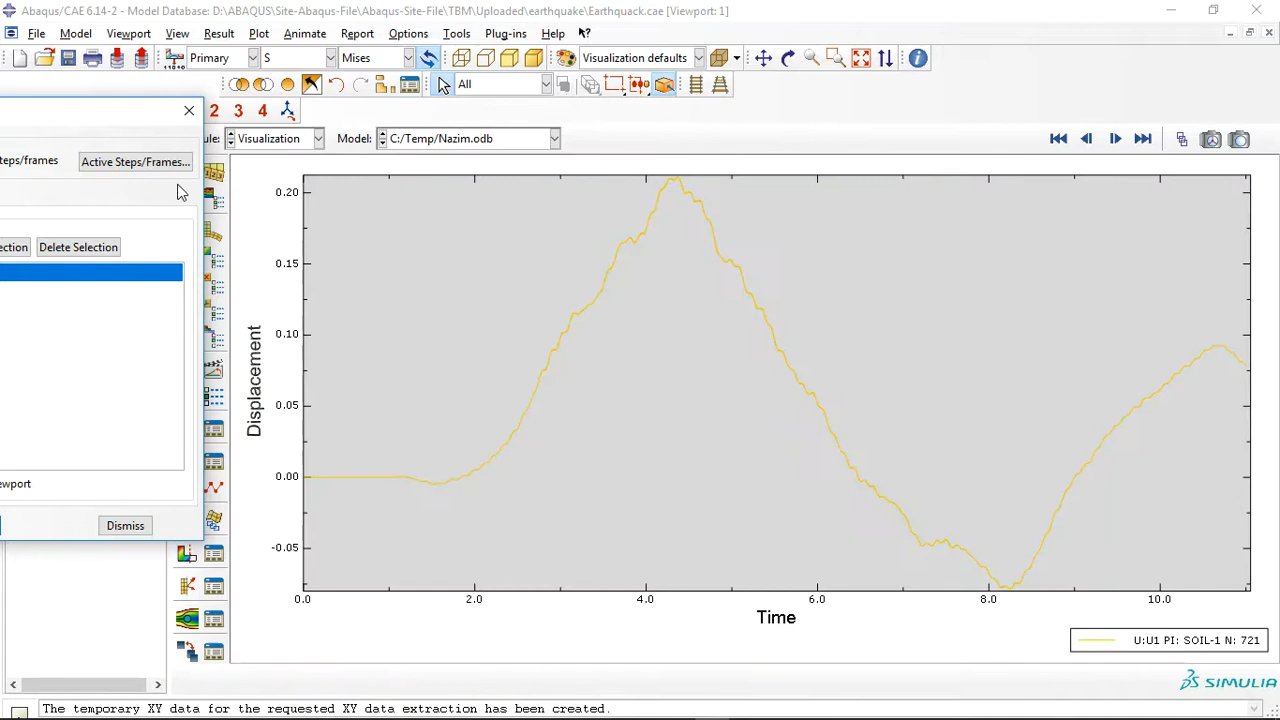 Abaqus/CAE 6.14-2 - Model Database: D:\ABAQUS\Site-Abaqus-File\Abaqus-Site-File\TBM\Uploaded\earthquake\Earthquack.cae [Viewport: 1]
File Model Viewport View Result Plot Animate Report Options Tools Plug-ins Help
Primary S Mises Visualization defaults
All
2 3 4
ule: Visualization Model: C:/Temp/Nazim.odb
teps/frames Active Steps/Frames...
ection Delete Selection
ewport
Dismiss
0.20
0.15
0.10
0.05
0.00
-0.05
Displacement
0.0 2.0 4.0 6.0 8.0 10.0
Time
U:U1 PI: SOIL-1 N: 721
SIMULIA
The temporary XY data for the requested XY data extraction has been created.